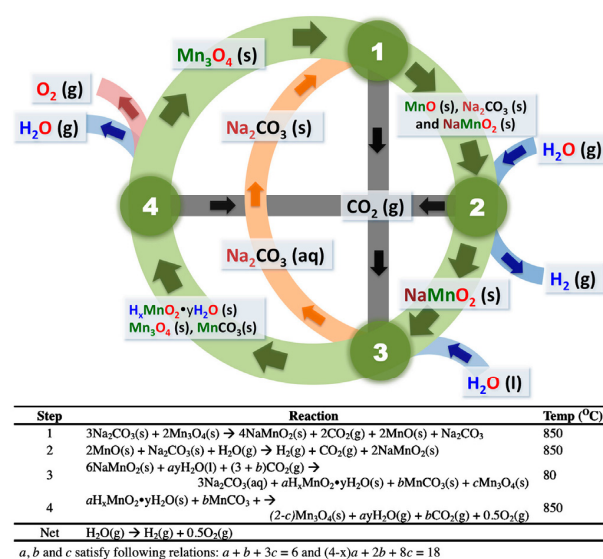 Mn₃O₄ (s)
1
O₂ (g)
H₂O (g)
Na₂CO₃ (s)
MnO (s), Na₂CO₃ (s)
and NaMnO₂ (s)
H₂O (g)
4
CO₂ (g)
2
Na₂CO₃ (aq)
H₂ (g)
NaMnO₂ (s)
HₓMnO₂•yH₂O (s)
Mn₃O₄ (s), MnCO₃(s)
3
H₂O (l)
Step Reaction Temp (⁰C)
1 3Na₂CO₃(s) + 2Mn₃O₄(s) → 4NaMnO₂(s) + 2CO₂(g) + 2MnO(s) + Na₂CO₃ 850
2 2MnO(s) + Na₂CO₃(s) + H₂O(g) → H₂(g) + CO₂(g) + 2NaMnO₂(s) 850
6NaMnO₂(s) + ayH₂O(l) + (3 + b)CO₂(g) →
3 80
3Na₂CO₃(aq) + aHₓMnO₂•yH₂O(s) + bMnCO₃(s) + cMn₃O₄(s)
aHₓMnO₂•yH₂O(s) + bMnCO₃ + →
4 850
(2-c)Mn₃O₄(s) + ayH₂O(g) + bCO₂(g) + 0.5O₂(g)
Net H₂O(g) → H₂(g) + 0.5O₂(g)
a, b and c satisfy following relations: a + b + 3c = 6 and (4-x)a + 2b + 8c = 18